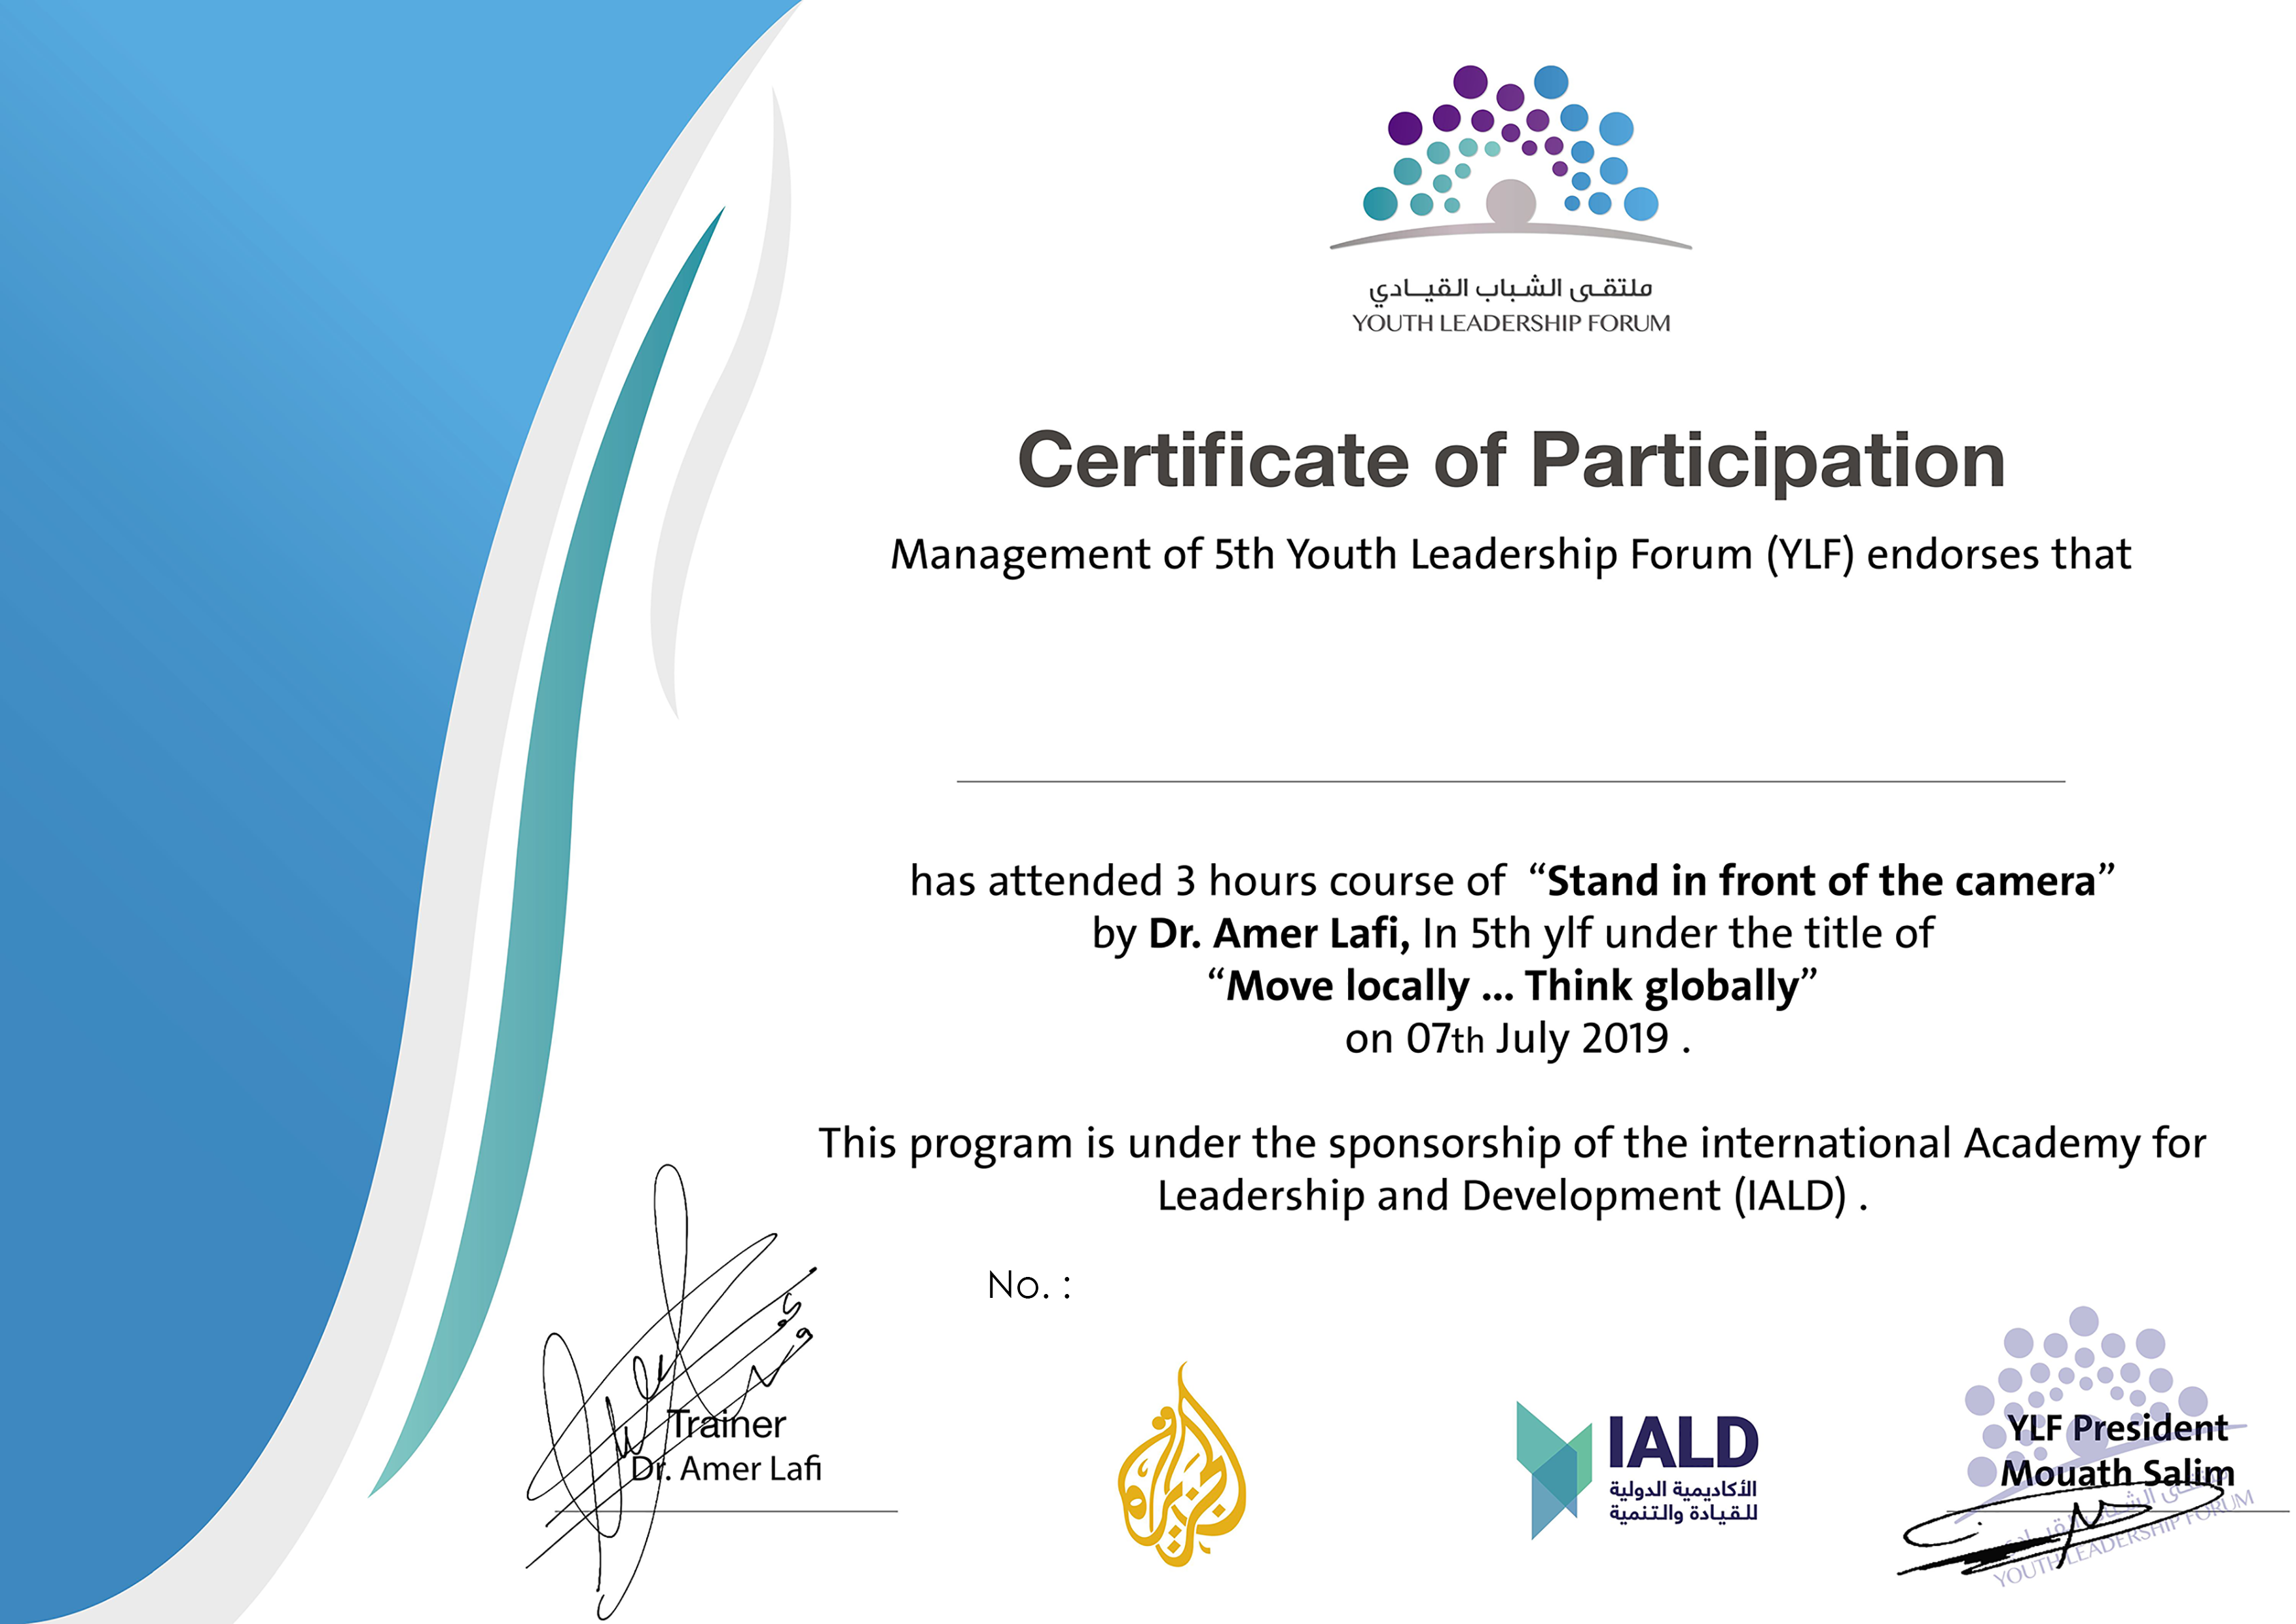 ملتقى الشباب القيادي
YOUTH LEADERSHIP FORUM
Certificate of Participation
Management of 5th Youth Leadership Forum (YLF) endorses that
has attended 3 hours course of “Stand in front of the camera”
by Dr. Amer Lafi, In 5th ylf under the title of
“Move locally ... Think globally”
on 07th July 2019 .
This program is under the sponsorship of the international Academy for
Leadership and Development (IALD) .
No. :
Trainer
Dr. Amer Lafi
الجزيرة
IALD
الأكاديمية الدولية
للقيادة والتنمية
YLF President
Mouath Salim
ملتقى الشباب القيادي
YOUTH LEADERSHIP FORUM